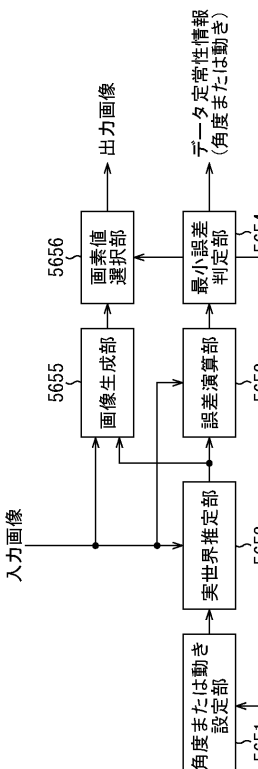 入力画像
出力画像
データ定常性情報
(角度または動き)
5656
画素値
選択部
最小誤差
判定部
5655
画像生成部
誤差演算部
実世界推定部
角度または動き
設定部